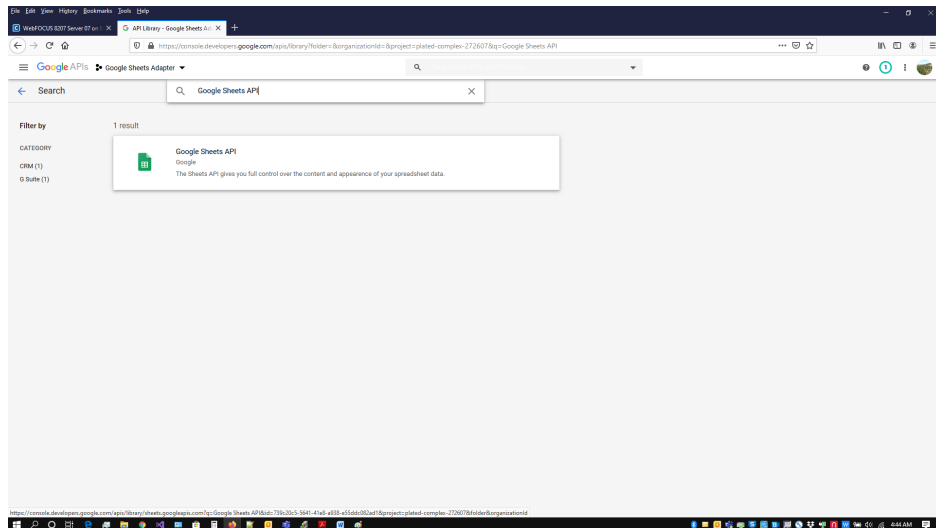 File Edit View History Bookmarks Tools Help
WebFOCUS 8207 Server 07 on
API Library - Google Sheets Ad
https://console.developers.google.com/apis/library?folder=&organizationId=&project=plated-complex-272607&q=Google Sheets API
Google APIs Google Sheets Adapter
1
Search Google Sheets API
Filter by 1 result
CATEGORY
CRM (1)
G Suite (1)
Google Sheets API
Google
The Sheets API gives you full control over the content and appearence of your spreadsheet data.
4:44 AM